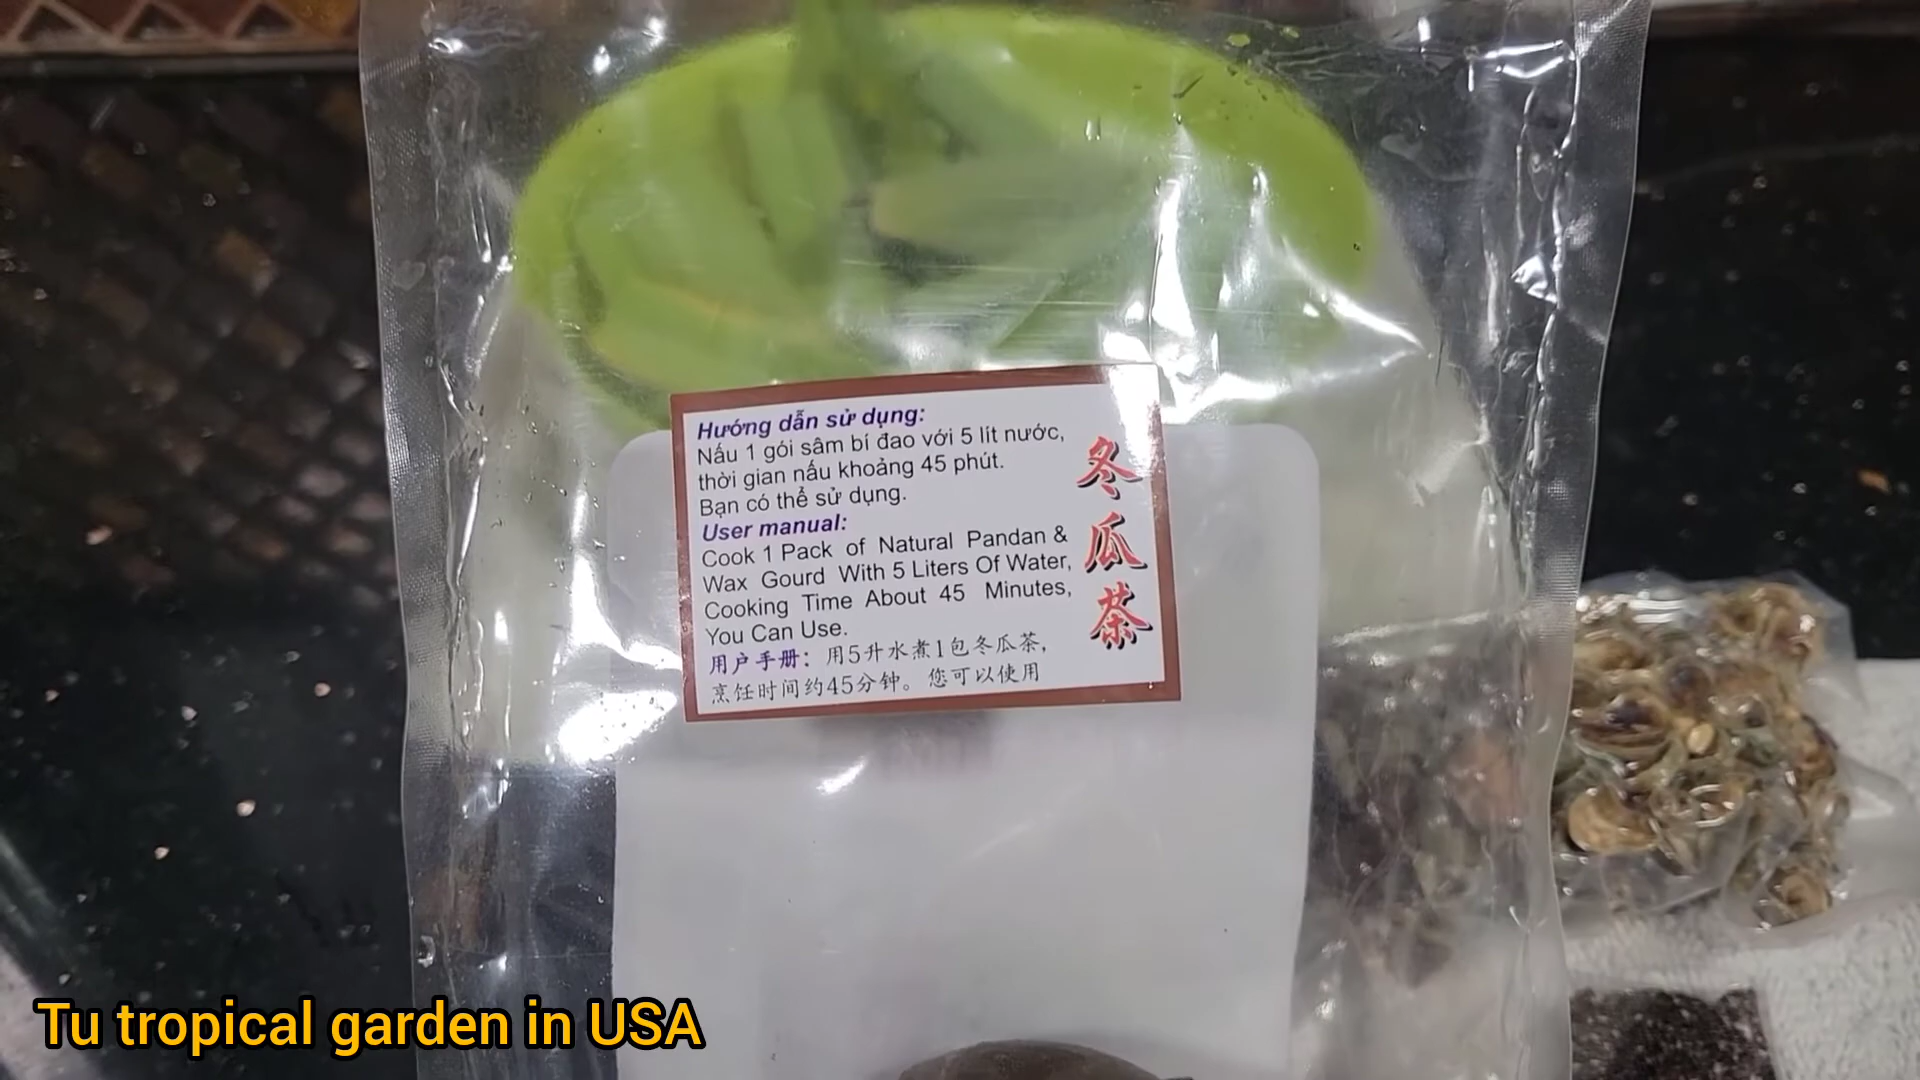 Hướng dẫn sử dụng:
Nấu 1 gói sâm bí đao với 5 lít nước,
thời gian nấu khoảng 45 phút.
Bạn có thể sử dụng.
User manual:
Cook 1 Pack of Natural Pandan &
Wax Gourd With 5 Liters Of Water,
Cooking Time About 45 Minutes,
You Can Use.
用户手册：用5升水煮1包冬瓜茶，
烹饪时间约45分钟。您可以使用
冬瓜茶
Tu tropical garden in USA